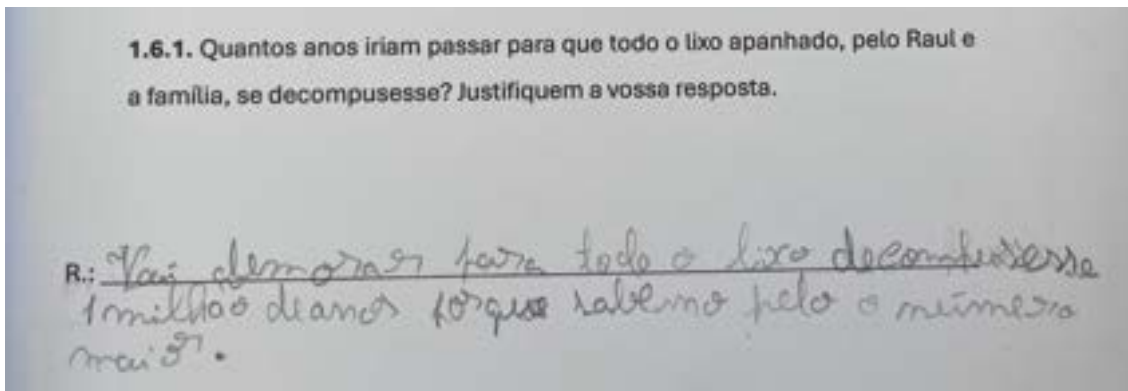 1.6.1. Quantos anos iriam passar para que todo o lixo apanhado, pelo Raul e
a família, se decompusesse? Justifiquem a vossa resposta.
R.: Vai demorar para todo o lixo decompusesse
1 milhão de anos porque sabemo pelo o número
maior.